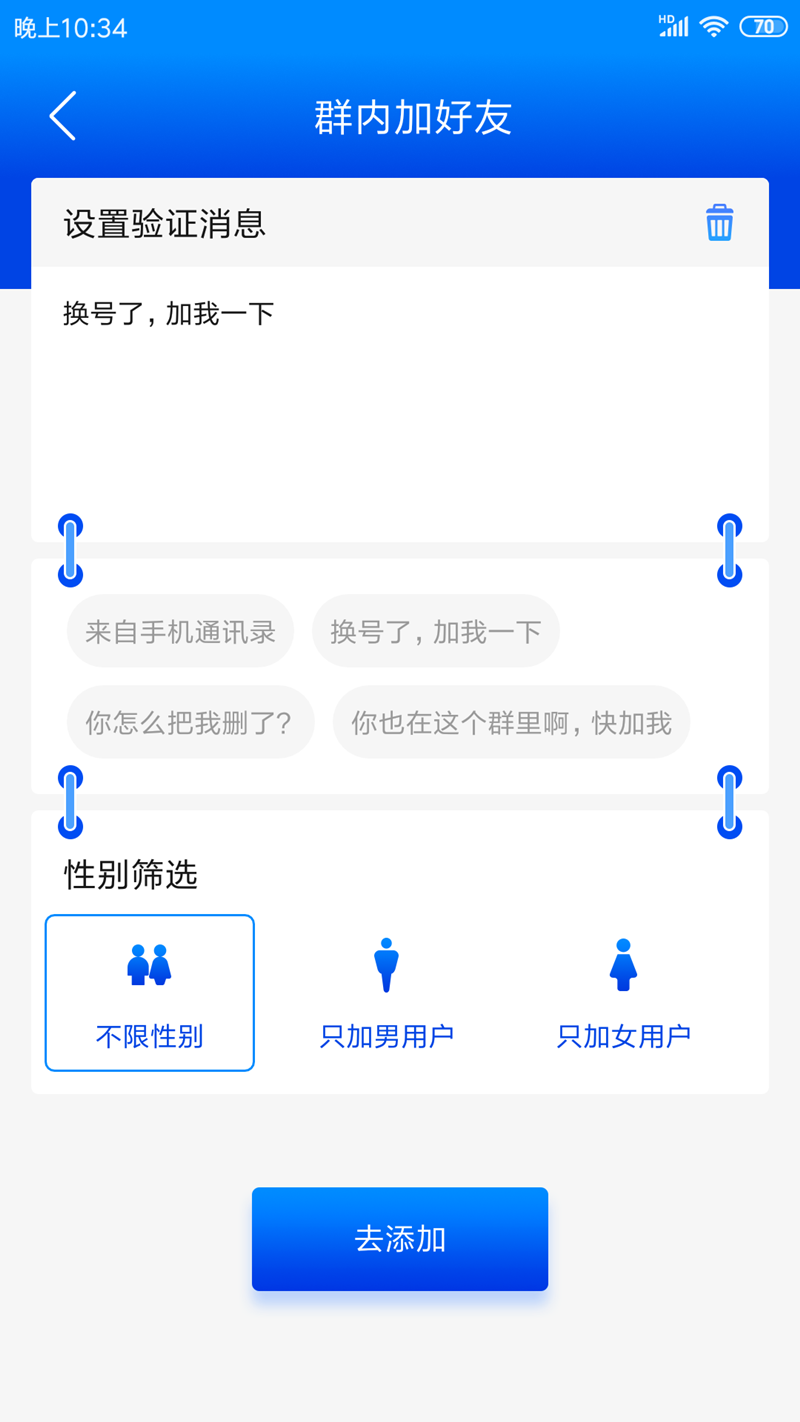 晚上10:34
HD
70
群内加好友
设置验证消息
换号了，加我一下
来自手机通讯录
换号了，加我一下
你怎么把我删了？
你也在这个群里啊，快加我
性别筛选
不限性别
只加男用户
只加女用户
去添加